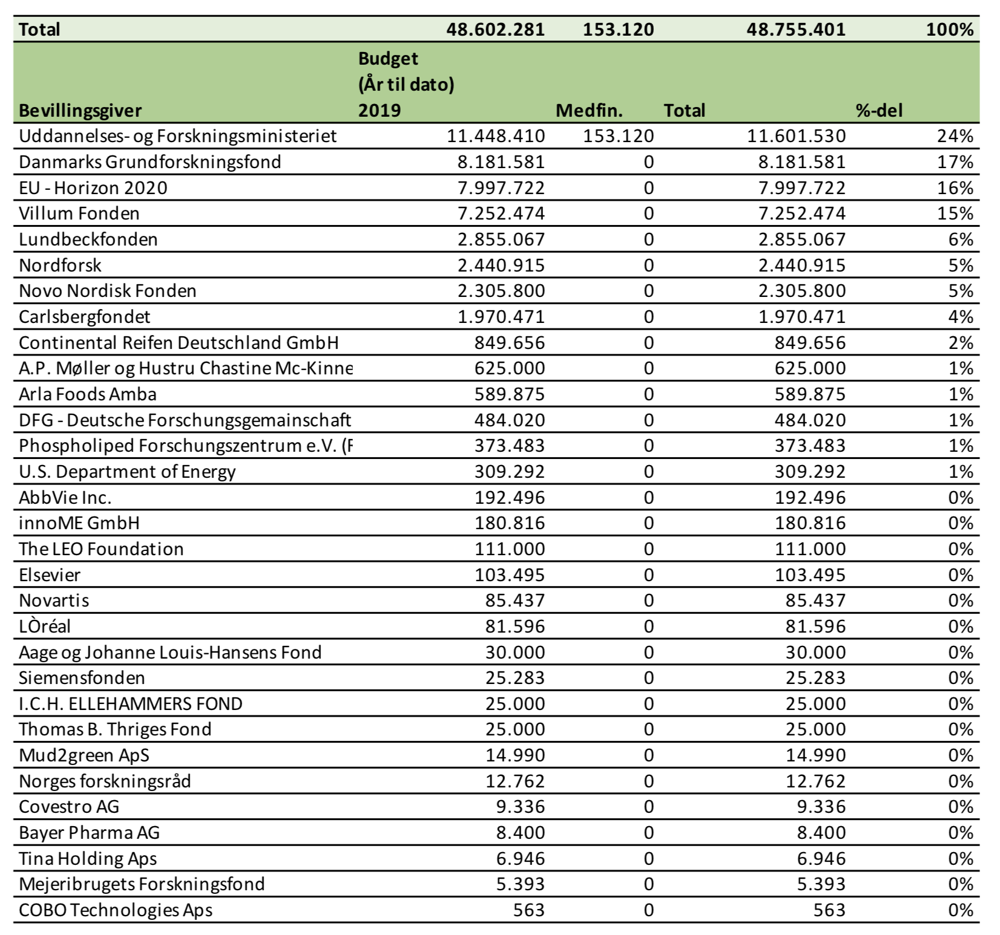 Total 48.602.281 153.120 48.755.401 100%
Budget
(År til dato)
Bevillingsgiver 2019 Medfin. Total %-del
Uddannelses- og Forskningsministeriet 11.448.410 153.120 11.601.530 24%
Danmarks Grundforskningsfond 8.181.581 0 8.181.581 17%
EU - Horizon 2020 7.997.722 0 7.997.722 16%
Villum Fonden 7.252.474 0 7.252.474 15%
Lundbeckfonden 2.855.067 0 2.855.067 6%
Nordforsk 2.440.915 0 2.440.915 5%
Novo Nordisk Fonden 2.305.800 0 2.305.800 5%
Carlsbergfondet 1.970.471 0 1.970.471 4%
Continental Reifen Deutschland GmbH 849.656 0 849.656 2%
A.P. Møller og Hustru Chastine Mc-Kinne 625.000 0 625.000 1%
Arla Foods Amba 589.875 0 589.875 1%
DFG - Deutsche Forschungsgemainschaft 484.020 0 484.020 1%
Phospholiped Forschungszentrum e.V. (F 373.483 0 373.483 1%
U.S. Department of Energy 309.292 0 309.292 1%
AbbVie Inc. 192.496 0 192.496 0%
innoME GmbH 180.816 0 180.816 0%
The LEO Foundation 111.000 0 111.000 0%
Elsevier 103.495 0 103.495 0%
Novartis 85.437 0 85.437 0%
LÒréal 81.596 0 81.596 0%
Aage og Johanne Louis-Hansens Fond 30.000 0 30.000 0%
Siemensfonden 25.283 0 25.283 0%
I.C.H. ELLEHAMMERS FOND 25.000 0 25.000 0%
Thomas B. Thriges Fond 25.000 0 25.000 0%
Mud2green ApS 14.990 0 14.990 0%
Norges forskningsråd 12.762 0 12.762 0%
Covestro AG 9.336 0 9.336 0%
Bayer Pharma AG 8.400 0 8.400 0%
Tina Holding Aps 6.946 0 6.946 0%
Mejeribrugets Forskningsfond 5.393 0 5.393 0%
COBO Technologies Aps 563 0 563 0%